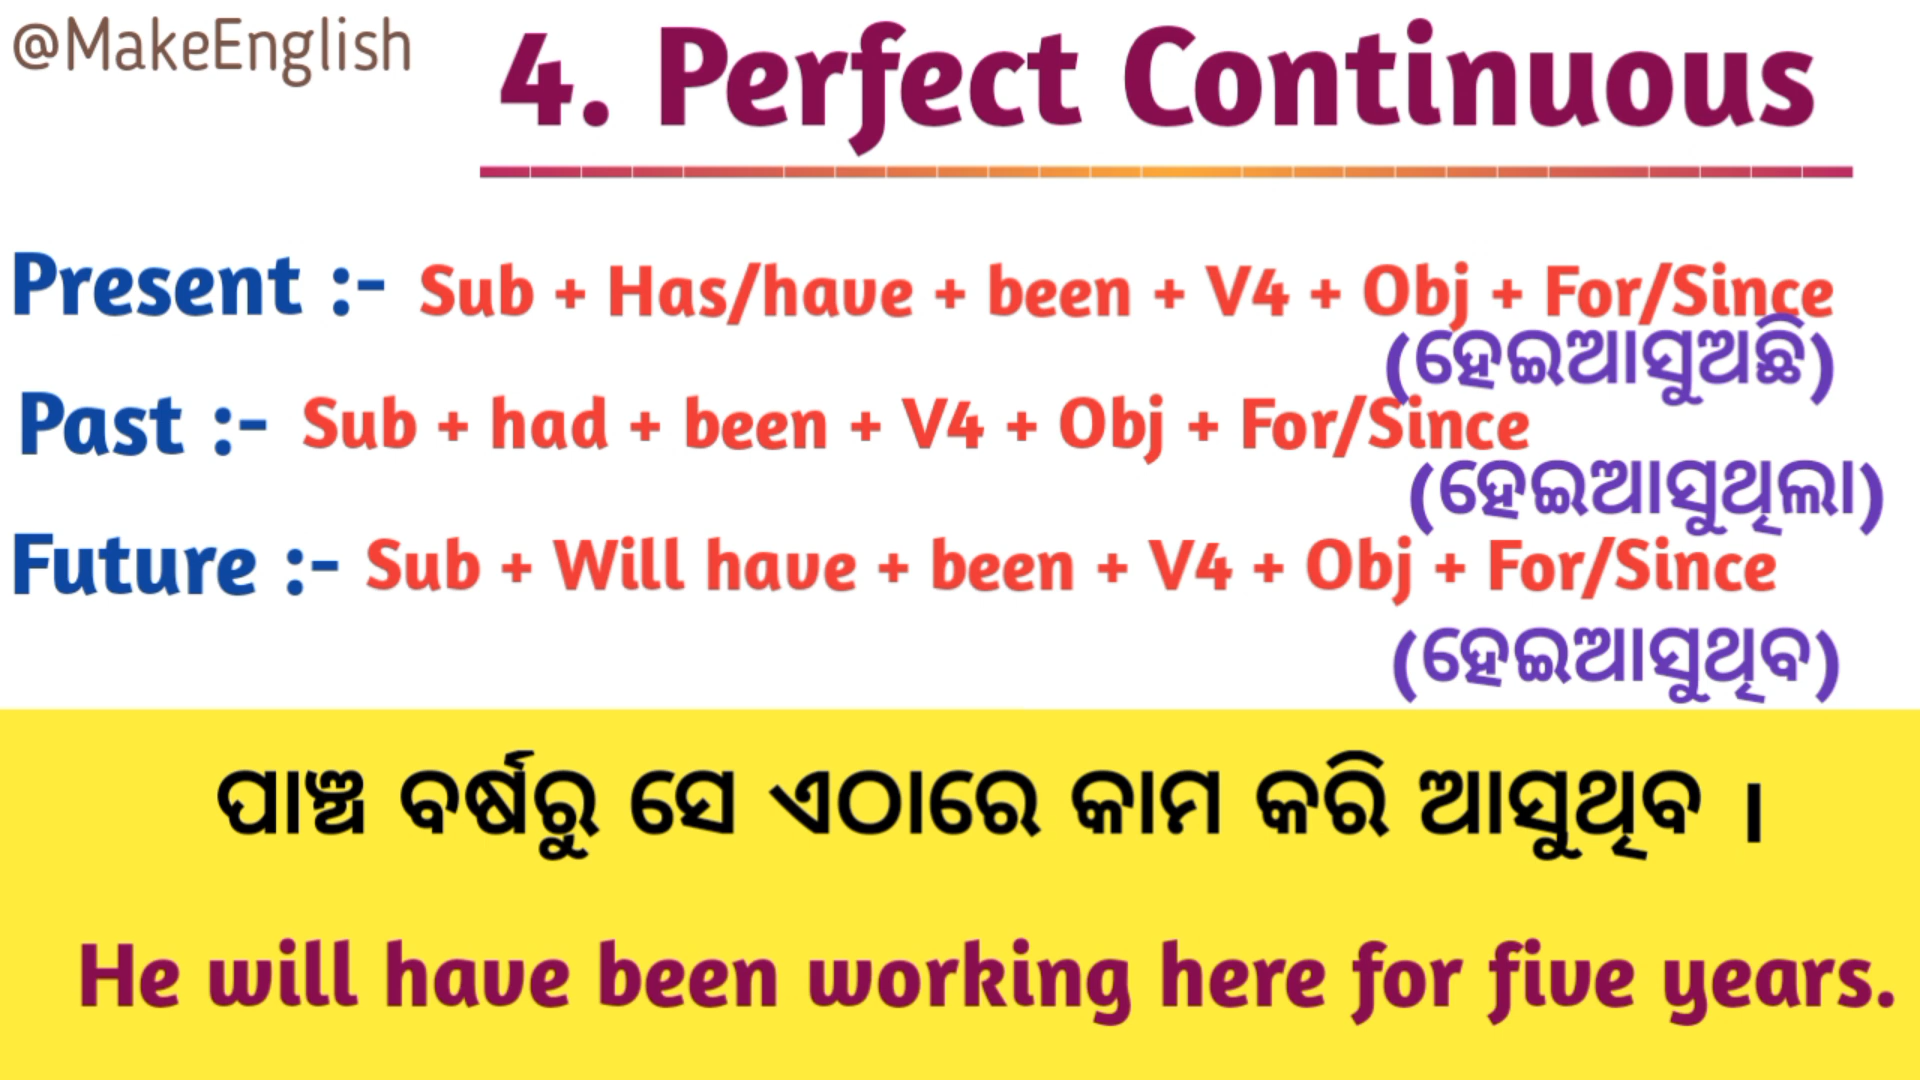 @MakeEnglish
4. Perfect Continuous
Present :- Sub + Has/have + been + V4 + Obj + For/Since
(ହେଇଆସୁଅଛି)
Past :- Sub + had + been + V4 + Obj + For/Since
(ହେଇଆସୁଥିଲା)
Future :- Sub + Will have + been + V4 + Obj + For/Since
(ହେଇଆସୁଥିବ)
ପାଞ୍ଚ ବର୍ଷରୁ ସେ ଏଠାରେ କାମ କରି ଆସୁଥିବ ।
He will have been working here for five years.